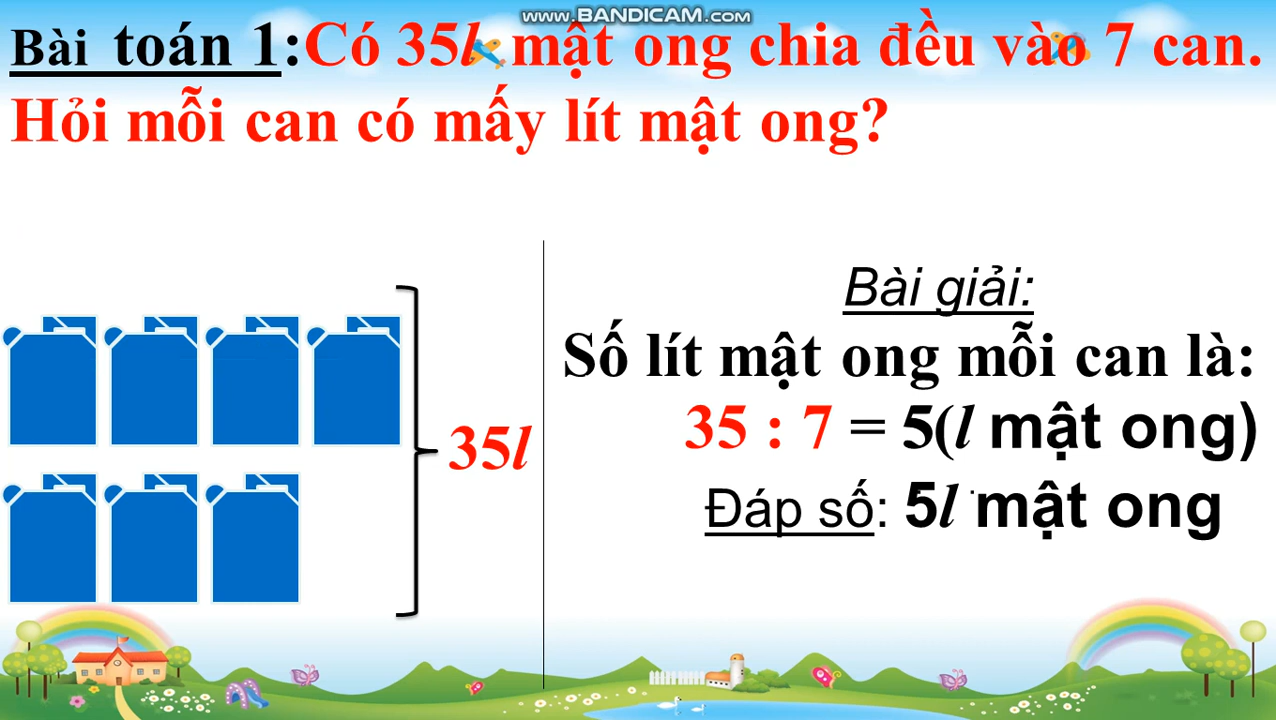 www.BANDICAM.com
Bài toán 1:Có 35l mật ong chia đều vào 7 can.
Hỏi mỗi can có mấy lít mật ong?
35l
Bài giải:
Số lít mật ong mỗi can là:
35 : 7 = 5(l mật ong)
Đáp số: 5l mật ong